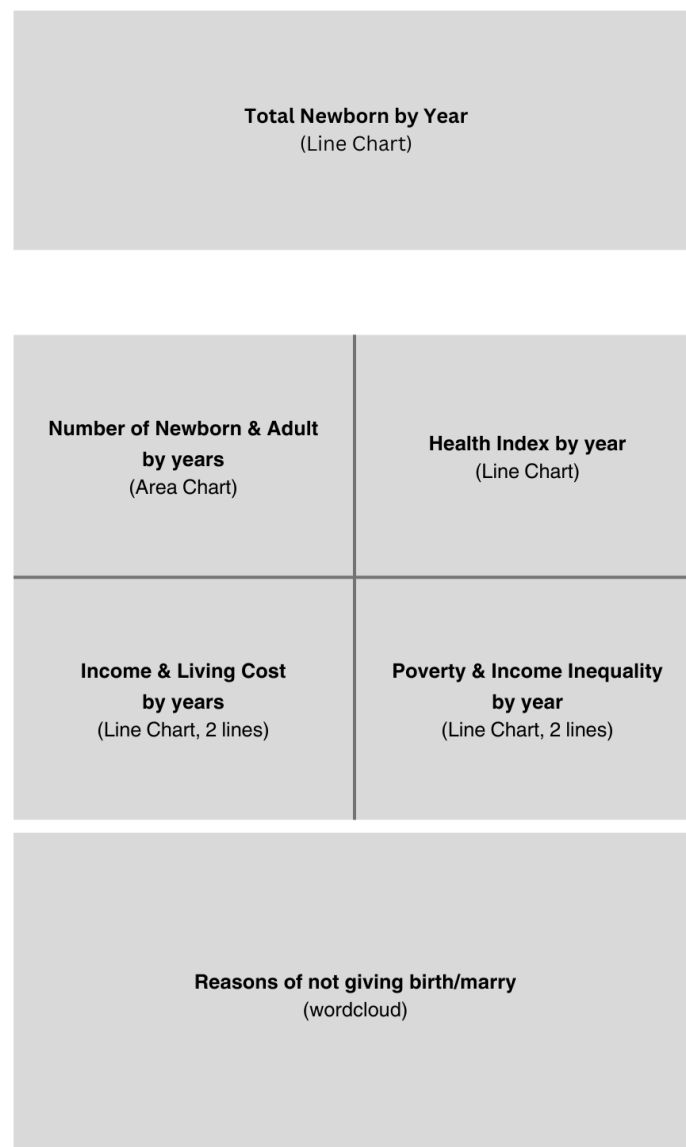 Total Newborn by Year
(Line Chart)
Number of Newborn & Adult
by years
(Area Chart)
Health Index by year
(Line Chart)
Income & Living Cost
by years
(Line Chart, 2 lines)
Poverty & Income Inequality
by year
(Line Chart, 2 lines)
Reasons of not giving birth/marry
(wordcloud)